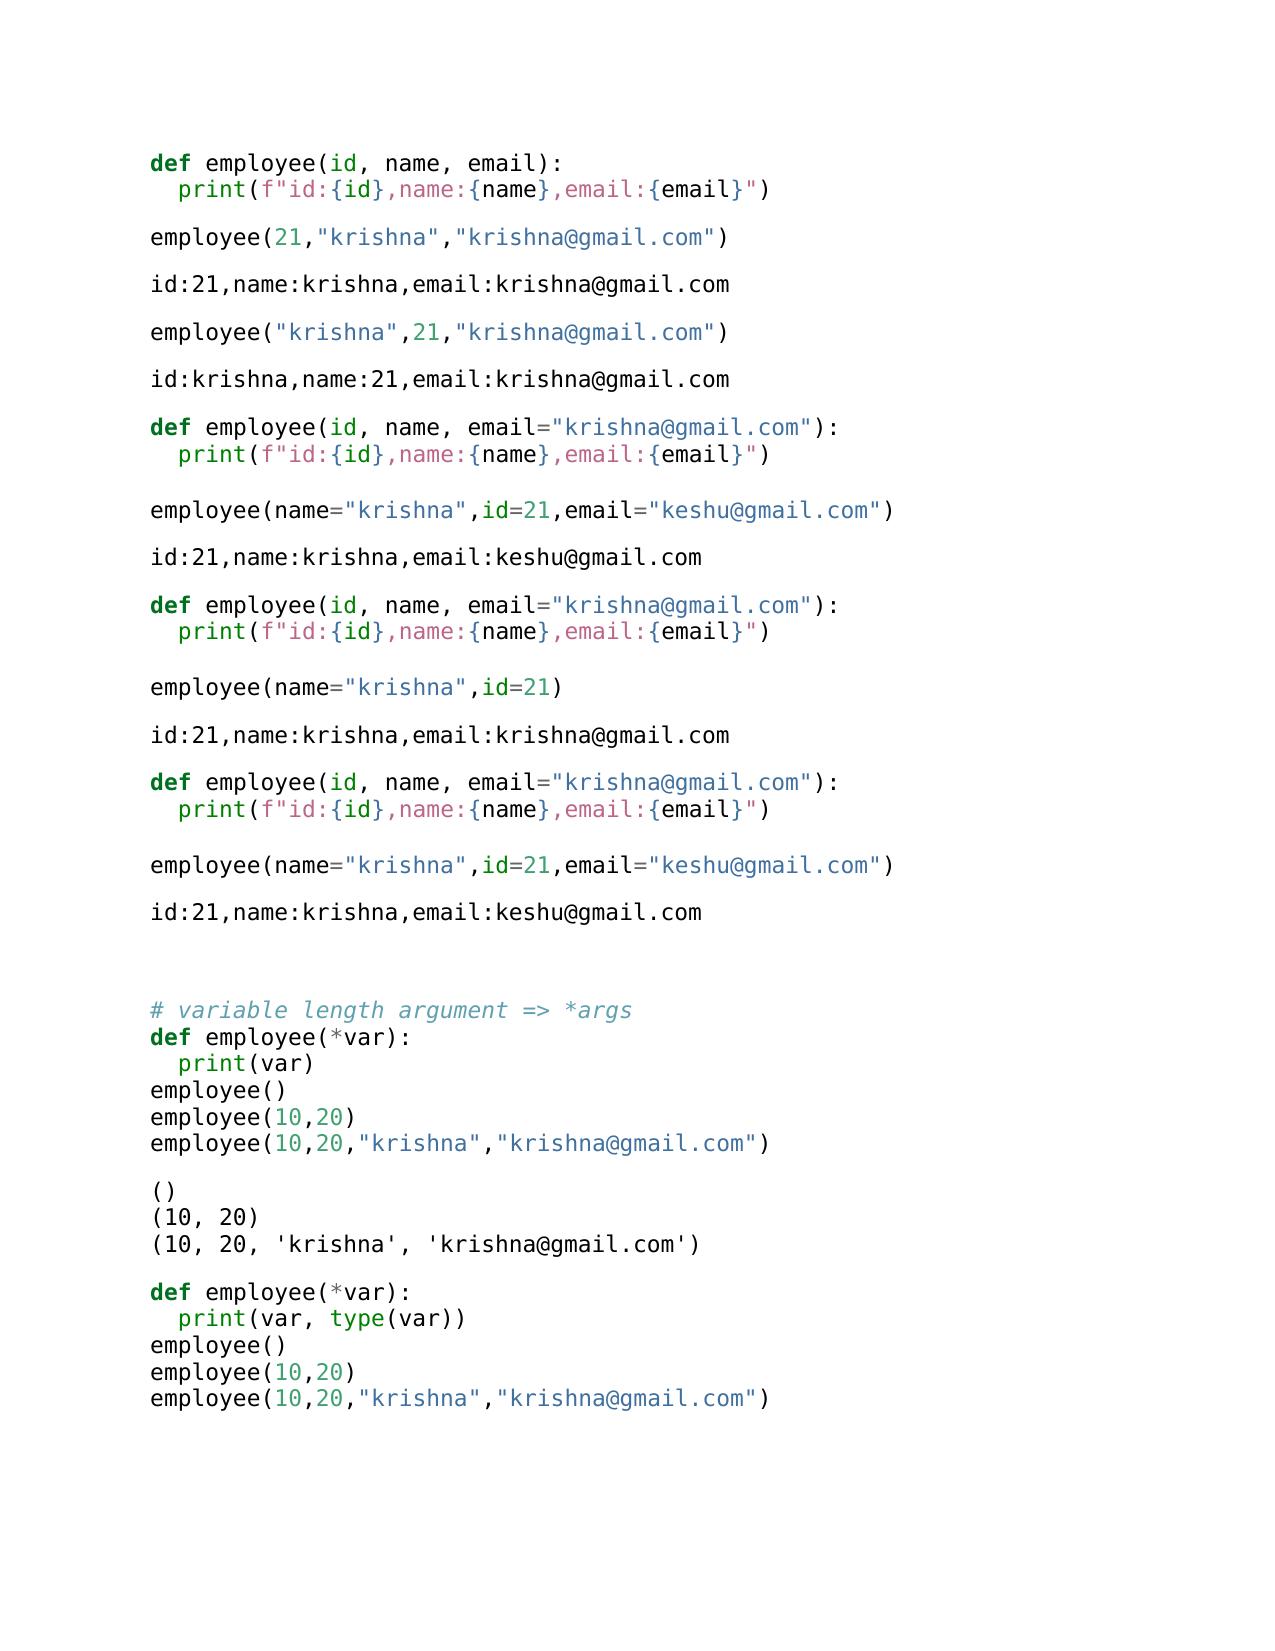 def employee(id, name, email):
  print(f"id:{id},name:{name},email:{email}")
employee(21,"krishna","krishna@gmail.com")
id:21,name:krishna,email:krishna@gmail.com
employee("krishna",21,"krishna@gmail.com")
id:krishna,name:21,email:krishna@gmail.com
def employee(id, name, email="krishna@gmail.com"):
  print(f"id:{id},name:{name},email:{email}")
employee(name="krishna",id=21,email="keshu@gmail.com")
id:21,name:krishna,email:keshu@gmail.com
def employee(id, name, email="krishna@gmail.com"):
  print(f"id:{id},name:{name},email:{email}")
employee(name="krishna",id=21)
id:21,name:krishna,email:krishna@gmail.com
def employee(id, name, email="krishna@gmail.com"):
  print(f"id:{id},name:{name},email:{email}")
employee(name="krishna",id=21,email="keshu@gmail.com")
id:21,name:krishna,email:keshu@gmail.com
# variable length argument => *args
def employee(*var):
  print(var)
employee()
employee(10,20)
employee(10,20,"krishna","krishna@gmail.com")
()
(10, 20)
(10, 20, 'krishna', 'krishna@gmail.com')
def employee(*var):
  print(var, type(var))
employee()
employee(10,20)
employee(10,20,"krishna","krishna@gmail.com")